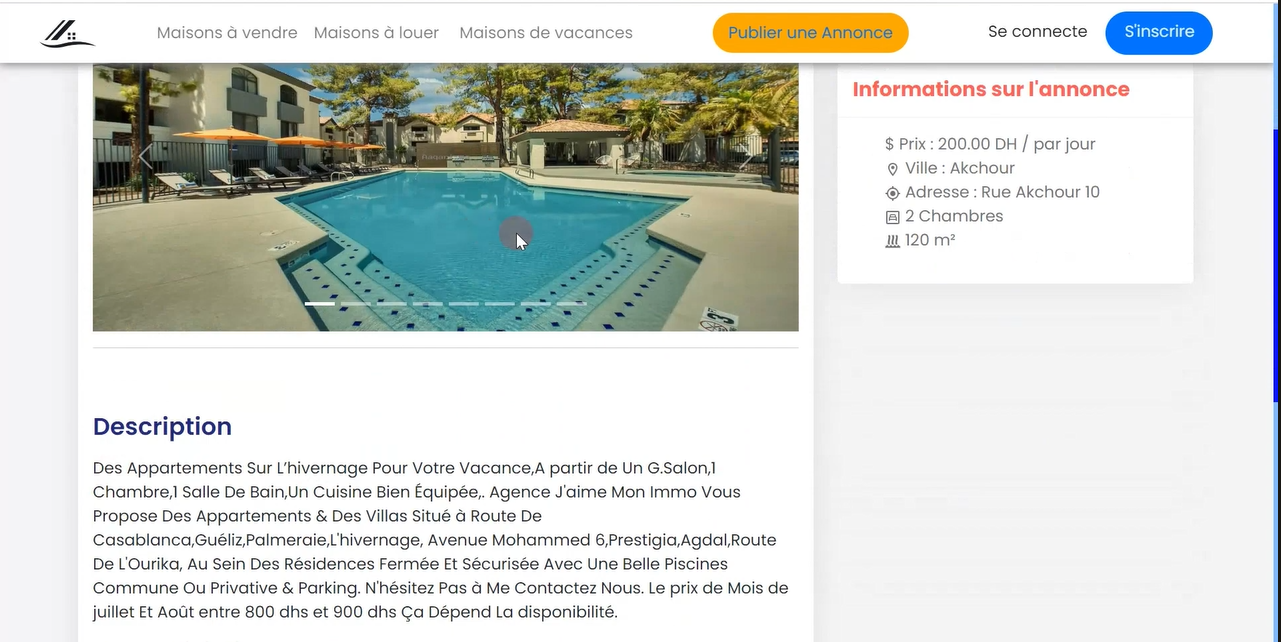 Maisons à vendre Maisons à louer Maisons de vacances Publier une Annonce Se connecte S'inscrire
Informations sur l'annonce
$ Prix : 200.00 DH / par jour
Ville : Akchour
Adresse : Rue Akchour 10
2 Chambres
120 m²
Description
Des Appartements Sur L’hivernage Pour Votre Vacance,A partir de Un G.Salon,1
Chambre,1 Salle De Bain,Un Cuisine Bien Équipée,. Agence J'aime Mon Immo Vous
Propose Des Appartements & Des Villas Situé à Route De
Casablanca,Guéliz,Palmeraie,L'hivernage, Avenue Mohammed 6,Prestigia,Agdal,Route
De L'Ourika, Au Sein Des Résidences Fermée Et Sécurisée Avec Une Belle Piscines
Commune Ou Privative & Parking. N'hésitez Pas à Me Contactez Nous. Le prix de Mois de
juillet Et Août entre 800 dhs et 900 dhs Ça Dépend La disponibilité.